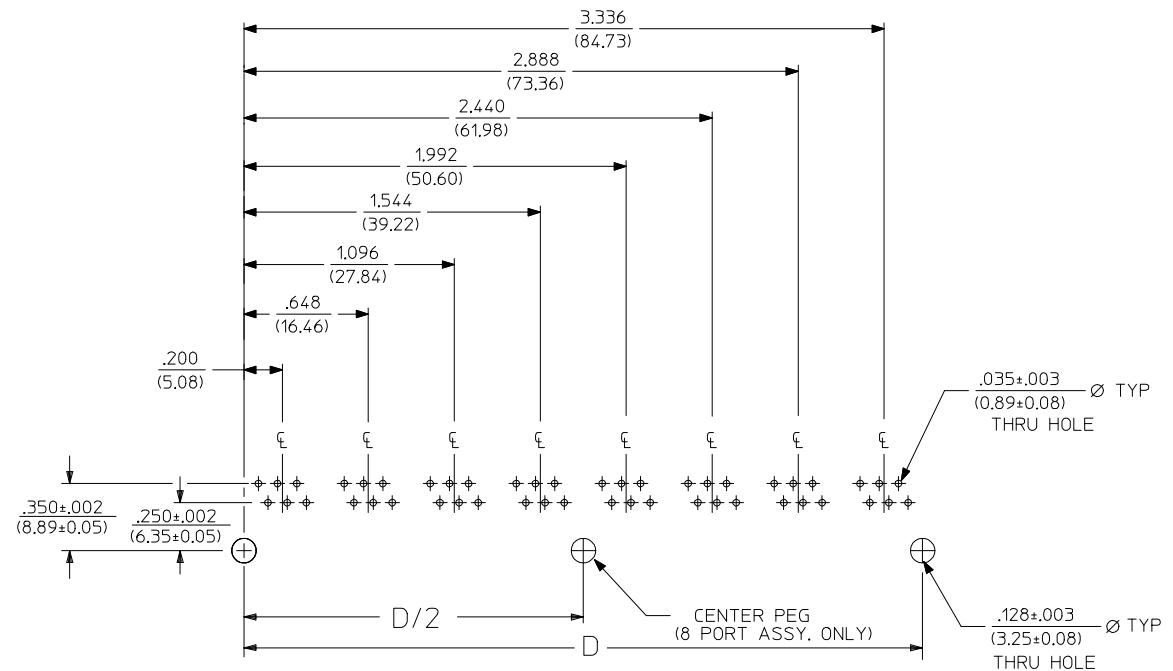 3.336
(84.73)
2.888
(73.36)
2.440
(61.98)
1.992
(50.60)
1.544
(39.22)
1.096
(27.84)
.648
(16.46)
.200
(5.08)
.035±.003
(0.89±0.08)
Ø TYP
THRU HOLE
℄ ℄ ℄ ℄ ℄ ℄ ℄ ℄
.350±.002
(8.89±0.05)
.250±.002
(6.35±0.05)
D/2
CENTER PEG
(8 PORT ASSY. ONLY)
D
.128±.003
(3.25±0.08)
Ø TYP
THRU HOLE